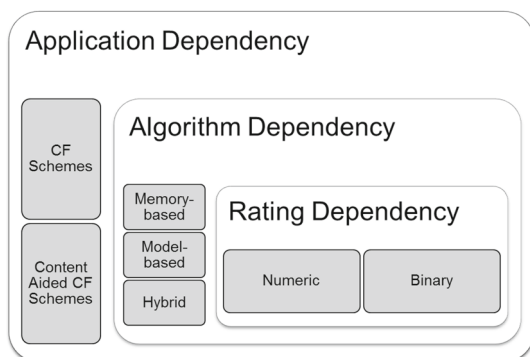 Application Dependency
CF
Schemes
Content
Aided CF
Schemes
Algorithm Dependency
Memory-
based
Model-
based
Hybrid
Rating Dependency
Numeric
Binary